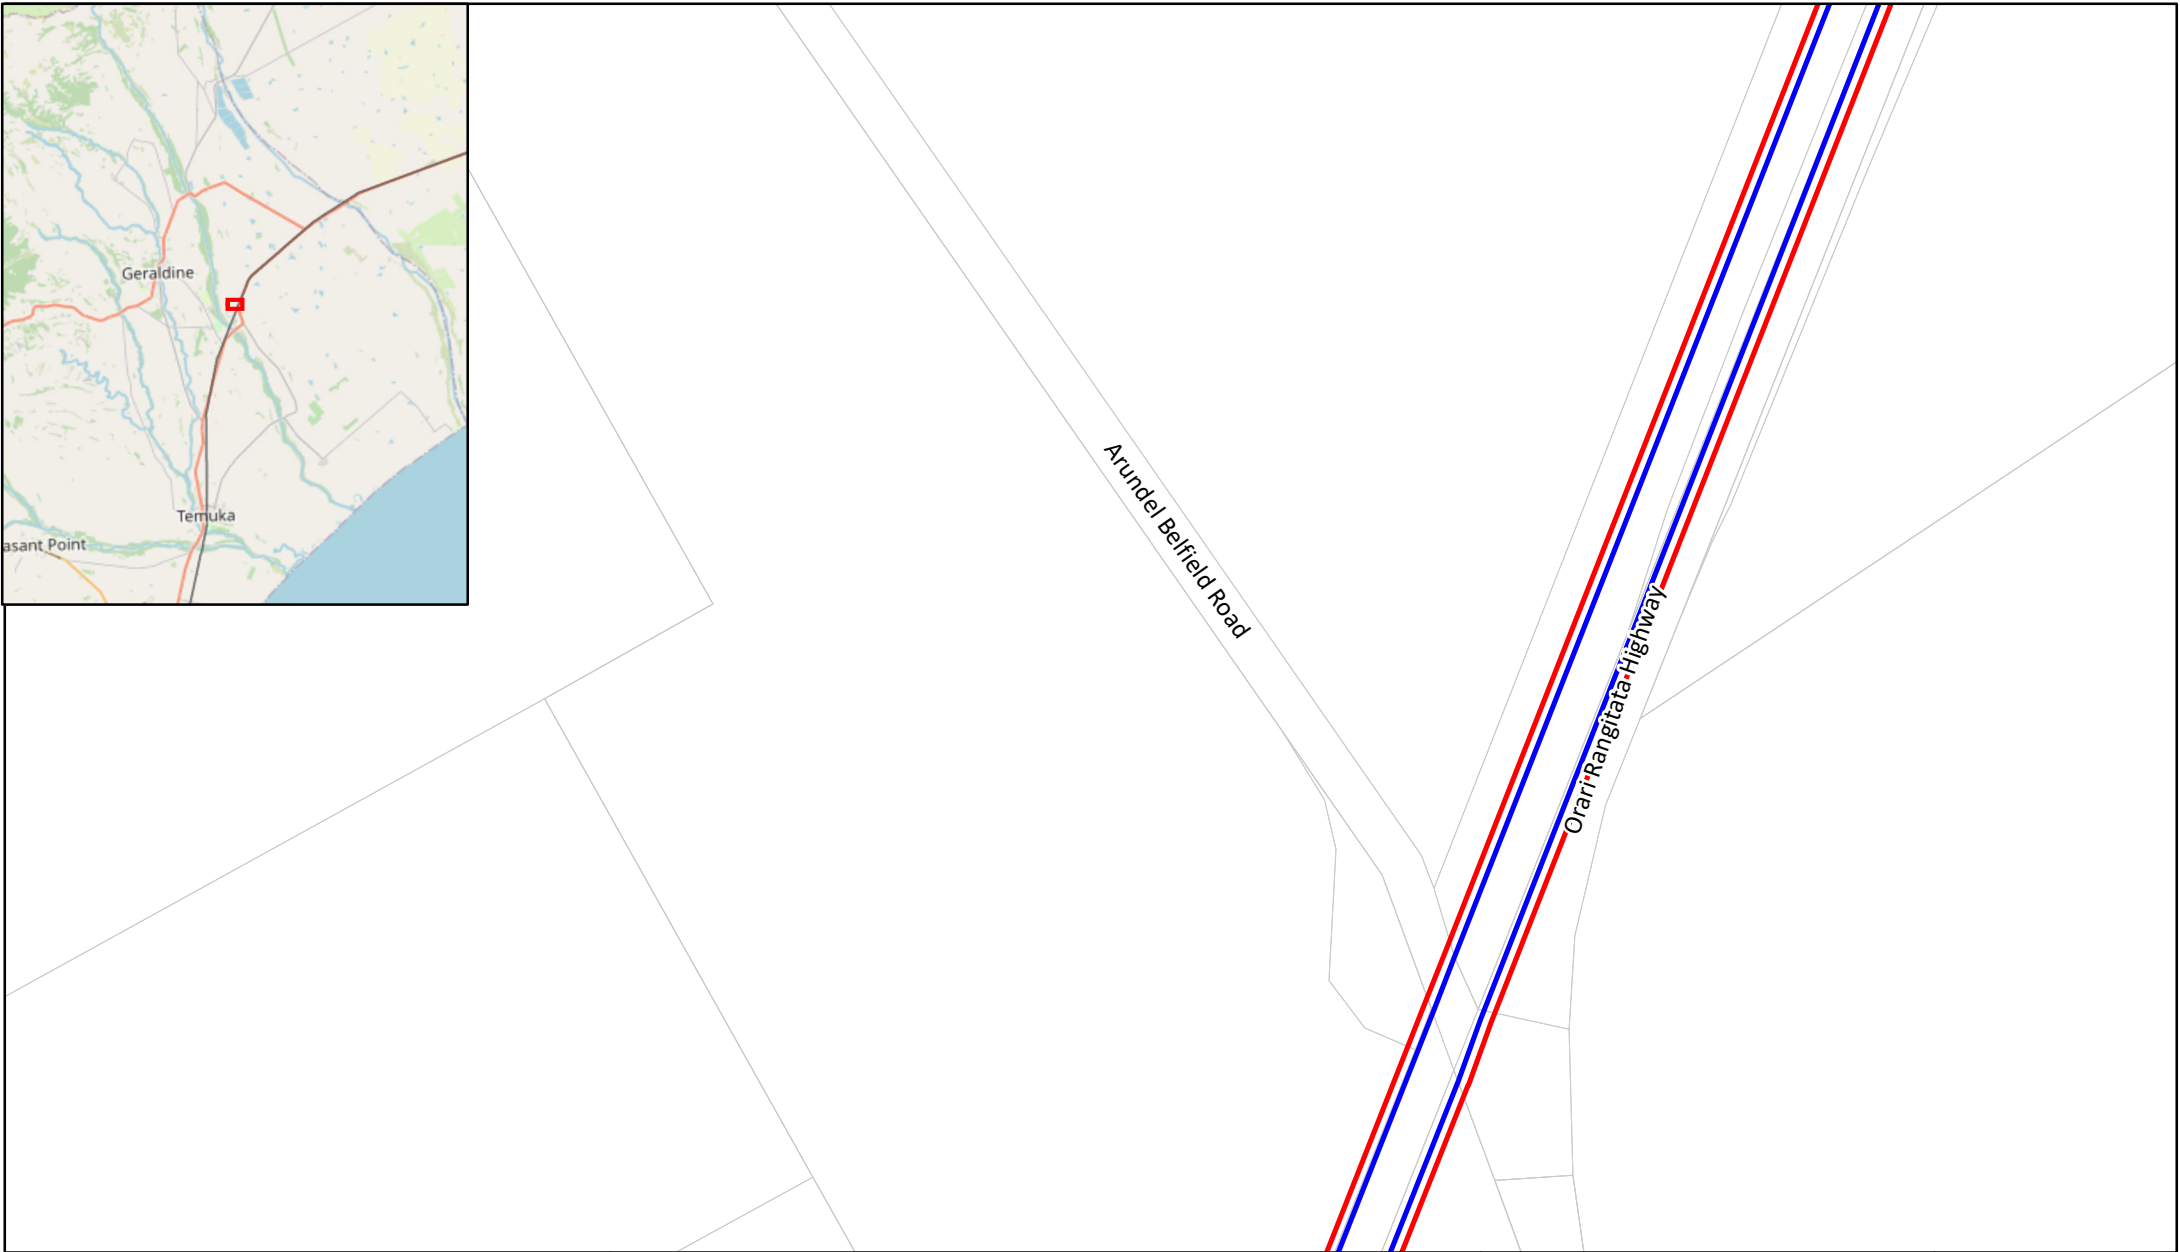 Geraldine
Temuka
asant Point
Arundel Belfield Road
Orari Rangitata Highway